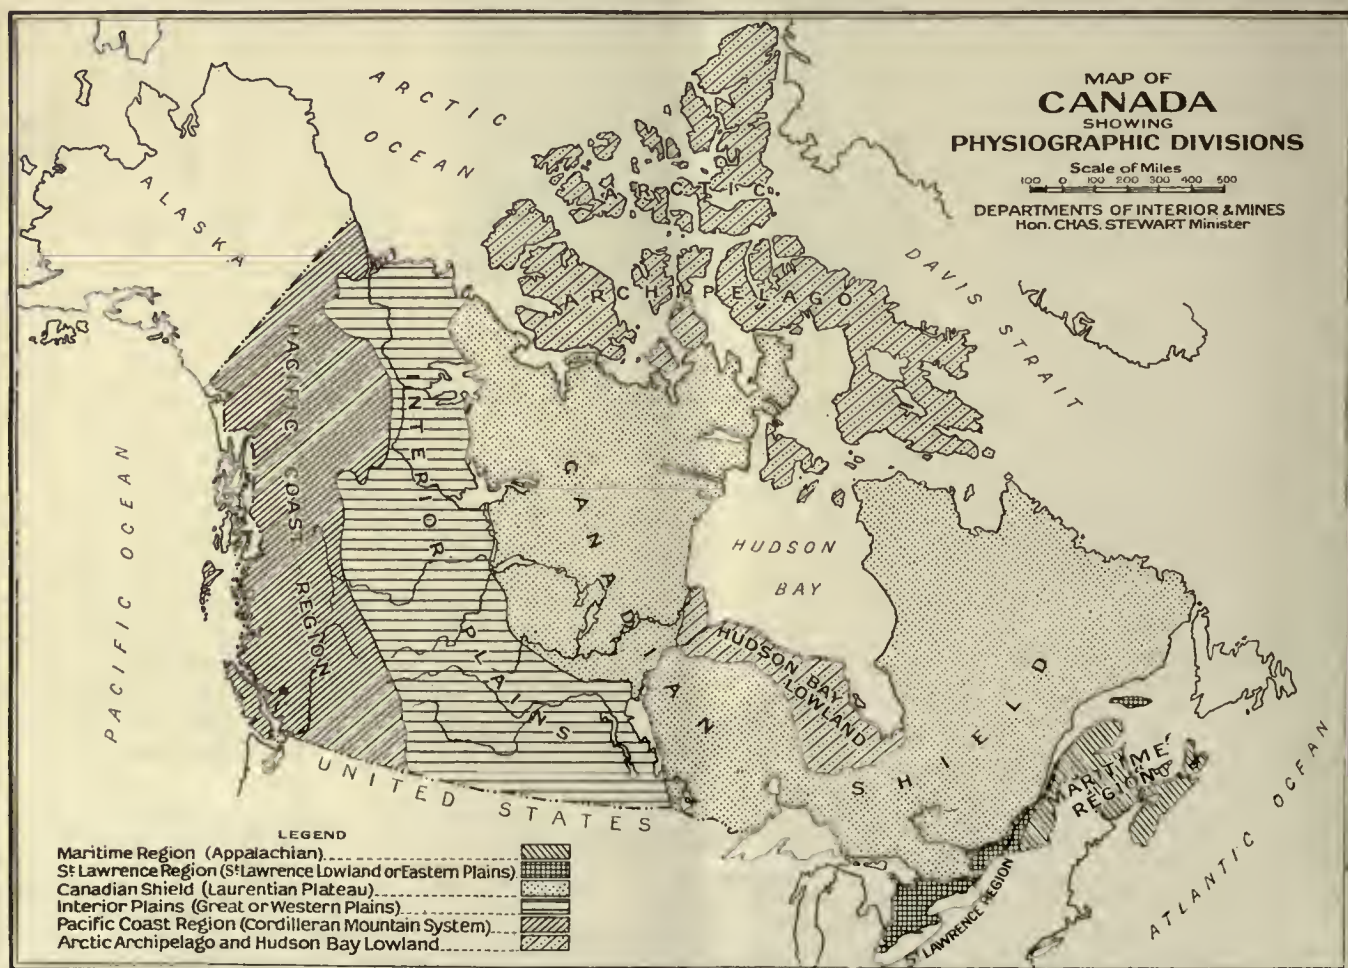 MAP OF
CANADA
SHOWING
PHYSIOGRAPHIC DIVISIONS
Scale of Miles
100 0 100 200 300 400 500
DEPARTMENTS OF INTERIOR & MINES
Hon. CHAS. STEWART Minister
ARCTIC
OCEAN
ALASKA
ARCTIC
ARCHIPELAGO
DAVIS STRAIT
PACIFIC OCEAN
PACIFIC COAST
REGION
INTERIOR
PLAINS
CANADIAN
SHIELD
HUDSON
BAY
HUDSON BAY
LOWLAND
MARITIME
REGION
ST LAWRENCE REGION
UNITED STATES
ATLANTIC OCEAN
LEGEND
Maritime Region (Appalachian)
St Lawrence Region (St Lawrence Lowland or Eastern Plains)
Canadian Shield (Laurentian Plateau)
Interior Plains (Great or Western Plains)
Pacific Coast Region (Cordilleran Mountain System)
Arctic Archipelago and Hudson Bay Lowland